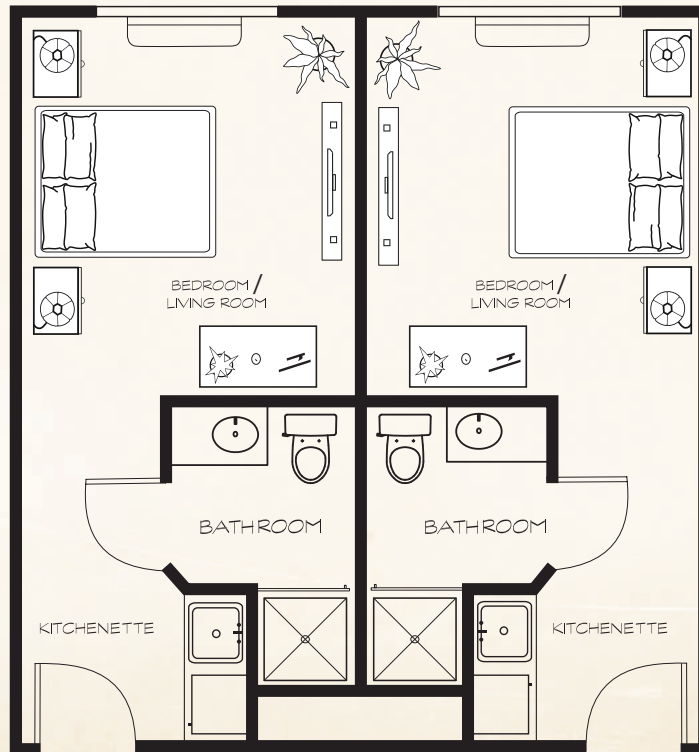 BEDROOM /
LIVING ROOM
BEDROOM /
LIVING ROOM
BATHROOM
BATHROOM
KITCHENETTE
KITCHENETTE